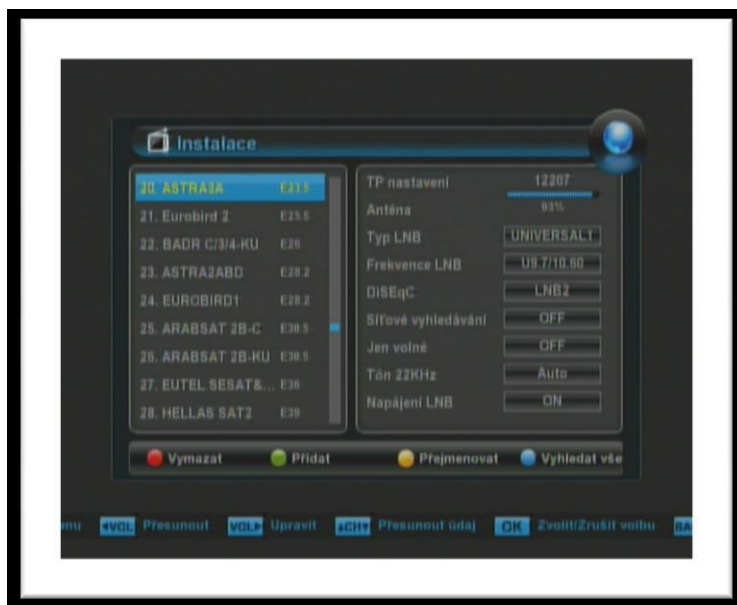 Instalace
20. ASTRA3A E23.5
21. Eurobird 2 E25.5
22. BADR C/3/4-KU E26
23. ASTRA2ABD E28.2
24. EUROBIRD1 E28.2
25. ARABSAT 2B-C E30.5
26. ARABSAT 2B-KU E30.5
27. EUTEL SESAT&... E36
28. HELLAS SAT2 E39
TP nastavení 12207
Anténa 93%
Typ LNB UNIVERSAL1
Frekvence LNB U9.7/10.60
DiSEqC LNB2
Síťové vyhledávání OFF
Jen volné OFF
Tón 22KHz Auto
Napájení LNB ON
Vymazat Přidat Přejmenovat Vyhledat vše
enu ◄VOL Přesunout VOL► Upravit ▲CH▼ Přesunout údaj OK Zvolit/Zrušit volbu BA